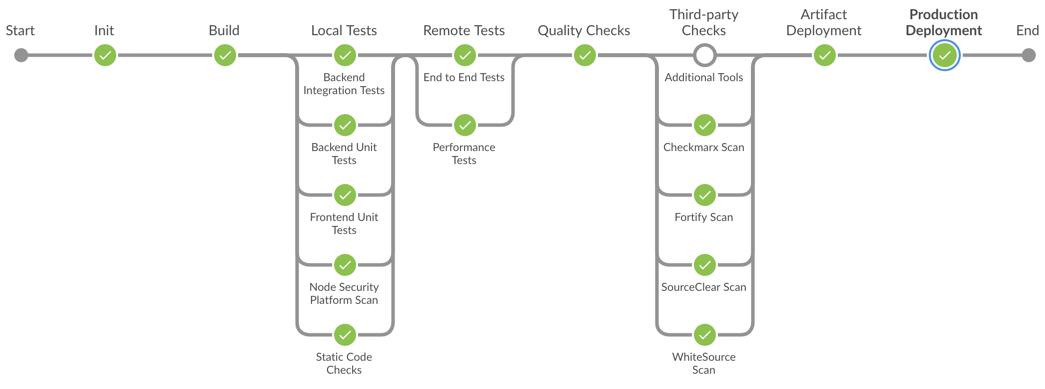 Start
Init
Build
Local Tests
Remote Tests
Quality Checks
Third-party
Checks
Artifact
Deployment
Production
Deployment
End
Backend
Integration Tests
Backend Unit
Tests
Frontend Unit
Tests
Node Security
Platform Scan
Static Code
Checks
End to End Tests
Performance
Tests
Additional Tools
Checkmarx Scan
Fortify Scan
SourceClear Scan
WhiteSource
Scan